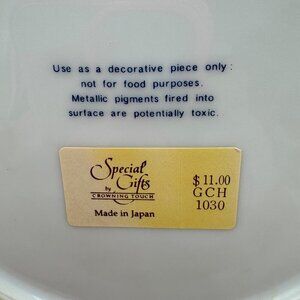 Use as a decorative piece only:
not for food purposes.
Metallic pigments fired into
surface are potentially toxic.
Special
Gifts
by
CROWNING TOUCH
Made in Japan
$11.00
GCH
1030